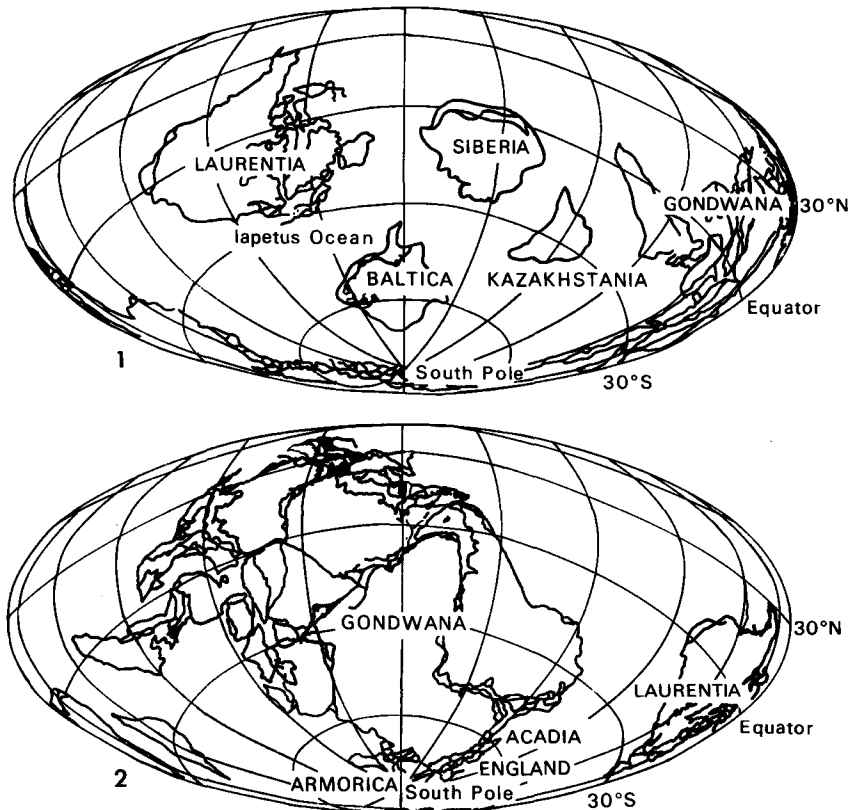 LAURENTIA
SIBERIA
GONDWANA
30°N
Iapetus Ocean
BALTICA
KAZAKHSTANIA
Equator
1
South Pole
30°S
GONDWANA
30°N
LAURENTIA
Equator
ACADIA
2
ENGLAND
ARMORICA
South Pole
30°S